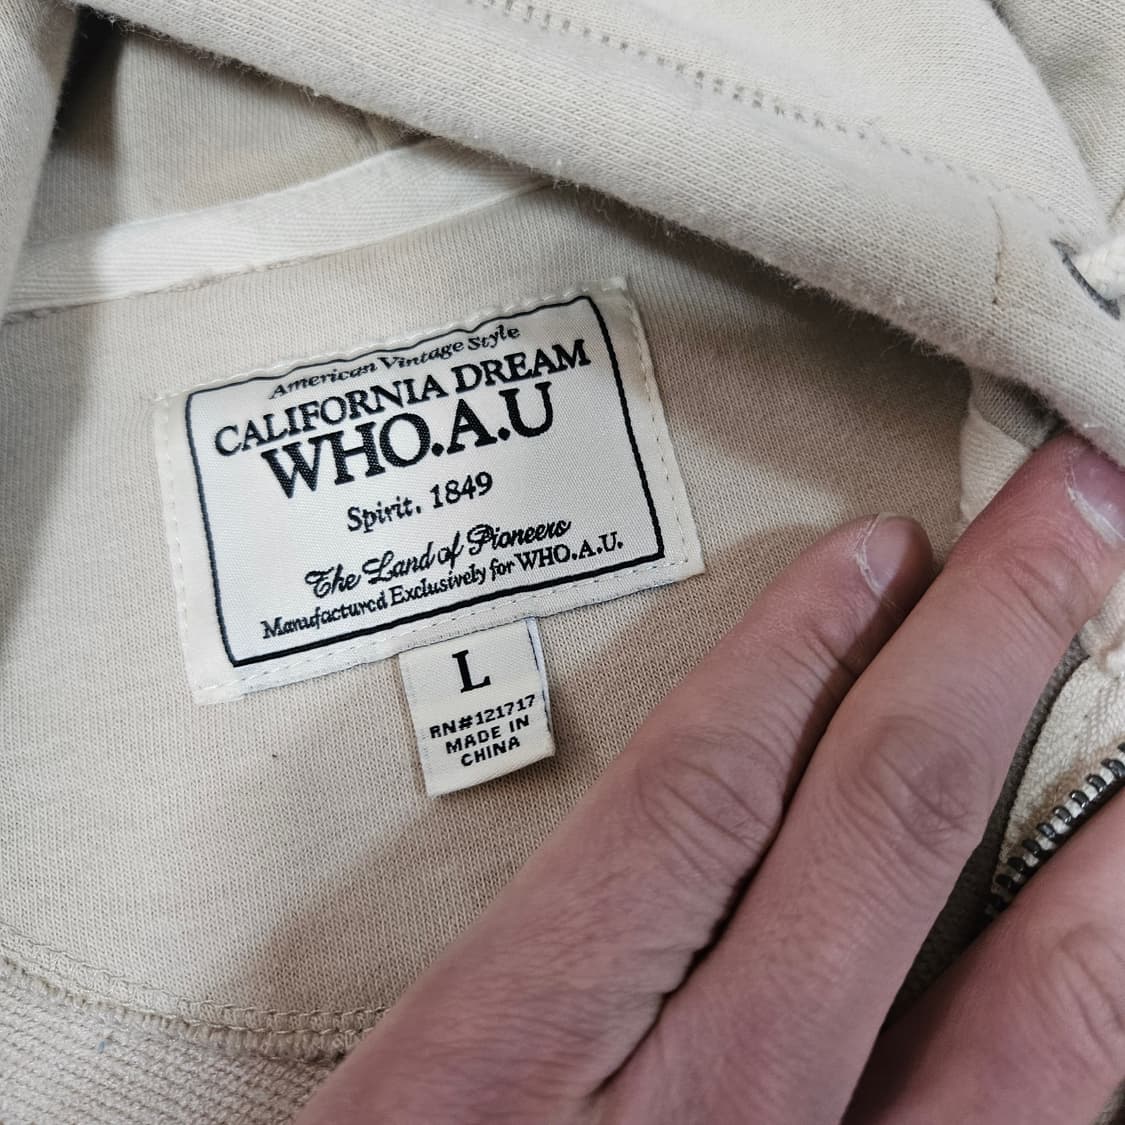 American Vintage Style
CALIFORNIA DREAM
WHO.A.U
Spirit. 1849
The Land of Pioneers
Manufactured Exclusively for WHO.A.U.
L
RN#121717
MADE IN
CHINA